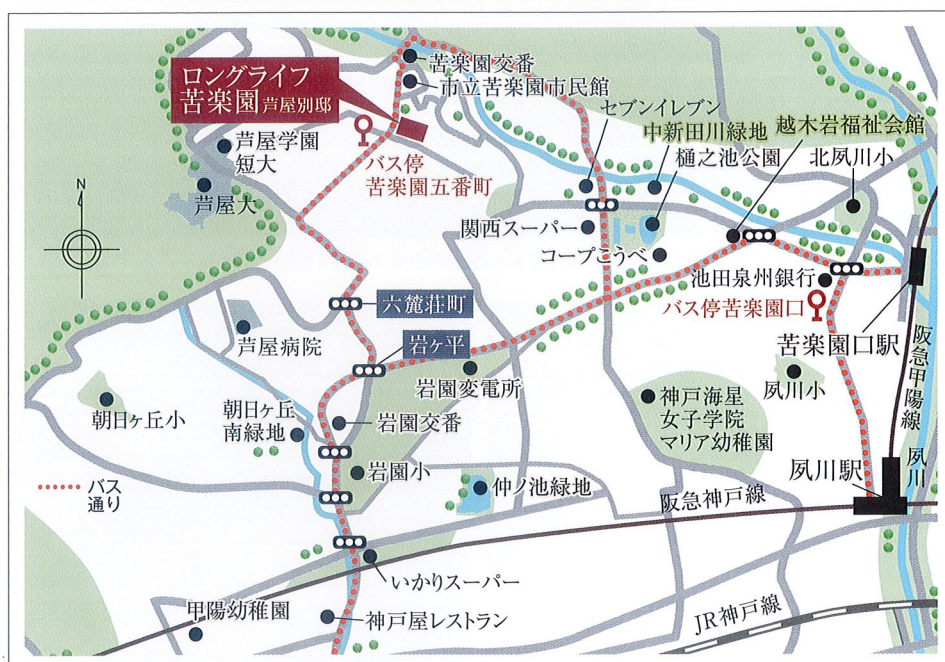 苦楽園交番
市立苦楽園市民館
ロングライフ
苦楽園 芦屋別邸
セブンイレブン
中新田川緑地
越木岩福祉会館
樋之池公園
北夙川小
芦屋学園
短大
バス停
苦楽園五番町
芦屋大
N
関西スーパー
コープこうべ
池田泉州銀行
バス停苦楽園口
六麓荘町
苦楽園口駅
芦屋病院
岩ヶ平
阪急甲陽線
岩園変電所
夙川小
朝日ヶ丘小
朝日ヶ丘
南緑地
岩園交番
神戸海星
女子学院
マリア幼稚園
岩園小
夙川駅
夙川
バス
通り
仲ノ池緑地
阪急神戸線
いかりスーパー
甲陽幼稚園
神戸屋レストラン
JR神戸線